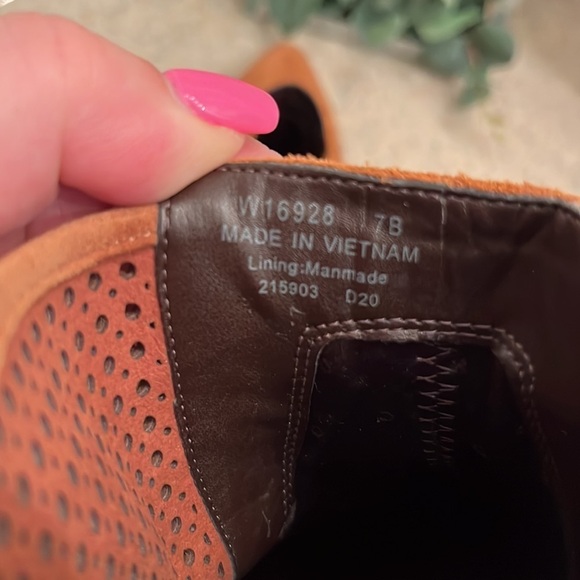 W16928 7B
MADE IN VIETNAM
Lining:Manmade
215903 D20